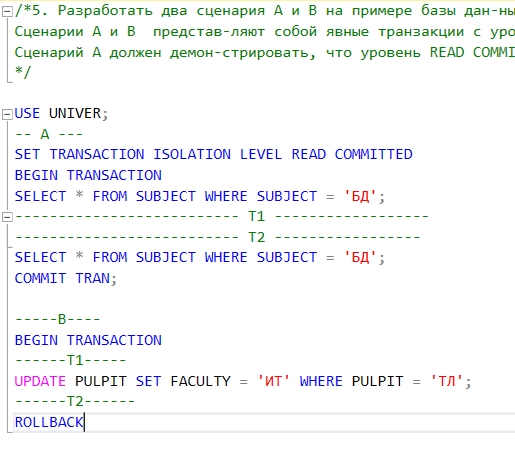 /*5. Разработать два сценария A и B на примере базы дан-ны
Сценарии A и B  представ-ляют собой явные транзакции с уро
Сценарий A должен демон-стрировать, что уровень READ COMMI
*/
USE UNIVER;
-- A ---
SET TRANSACTION ISOLATION LEVEL READ COMMITTED
BEGIN TRANSACTION
SELECT * FROM SUBJECT WHERE SUBJECT = 'БД';
-------------------------- T1 ------------------
-------------------------- T2 -----------------
SELECT * FROM SUBJECT WHERE SUBJECT = 'БД';
COMMIT TRAN;
-----B----
BEGIN TRANSACTION
------T1-----
UPDATE PULPIT SET FACULTY = 'ИТ' WHERE PULPIT = 'ТЛ';
------T2------
ROLLBACK